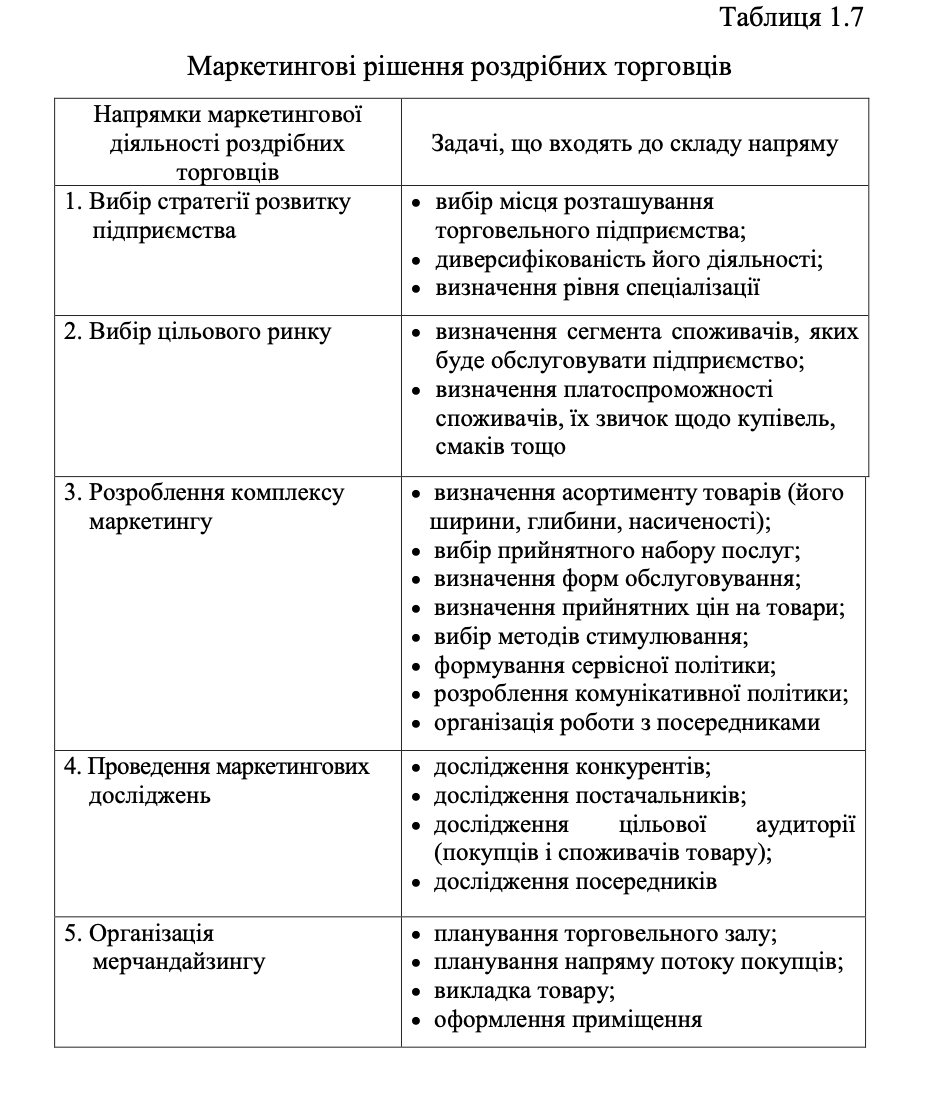 Таблиця 1.7
Маркетингові рішення роздрібних торговців
Напрямки маркетингової
діяльності роздрібних
торговців
Задачі, що входять до складу напряму
1. Вибір стратегії розвитку
підприємства
• вибір місця розташування
торговельного підприємства;
• диверсифікованість його діяльності;
• визначення рівня спеціалізації
2. Вибір цільового ринку
• визначення сегмента споживачів, яких
буде обслуговувати підприємство;
• визначення платоспроможності
споживачів, їх звичок щодо купівель,
смаків тощо
3. Розроблення комплексу
маркетингу
• визначення асортименту товарів (його
ширини, глибини, насиченості);
• вибір прийнятного набору послуг;
• визначення форм обслуговування;
• визначення прийнятних цін на товари;
• вибір методів стимулювання;
• формування сервісної політики;
• розроблення комунікативної політики;
• організація роботи з посередниками
4. Проведення маркетингових
досліджень
• дослідження конкурентів;
• дослідження постачальників;
• дослідження цільової аудиторії
(покупців і споживачів товару);
• дослідження посередників
5. Організація
мерчандайзингу
• планування торговельного залу;
• планування напряму потоку покупців;
• викладка товару;
• оформлення приміщення